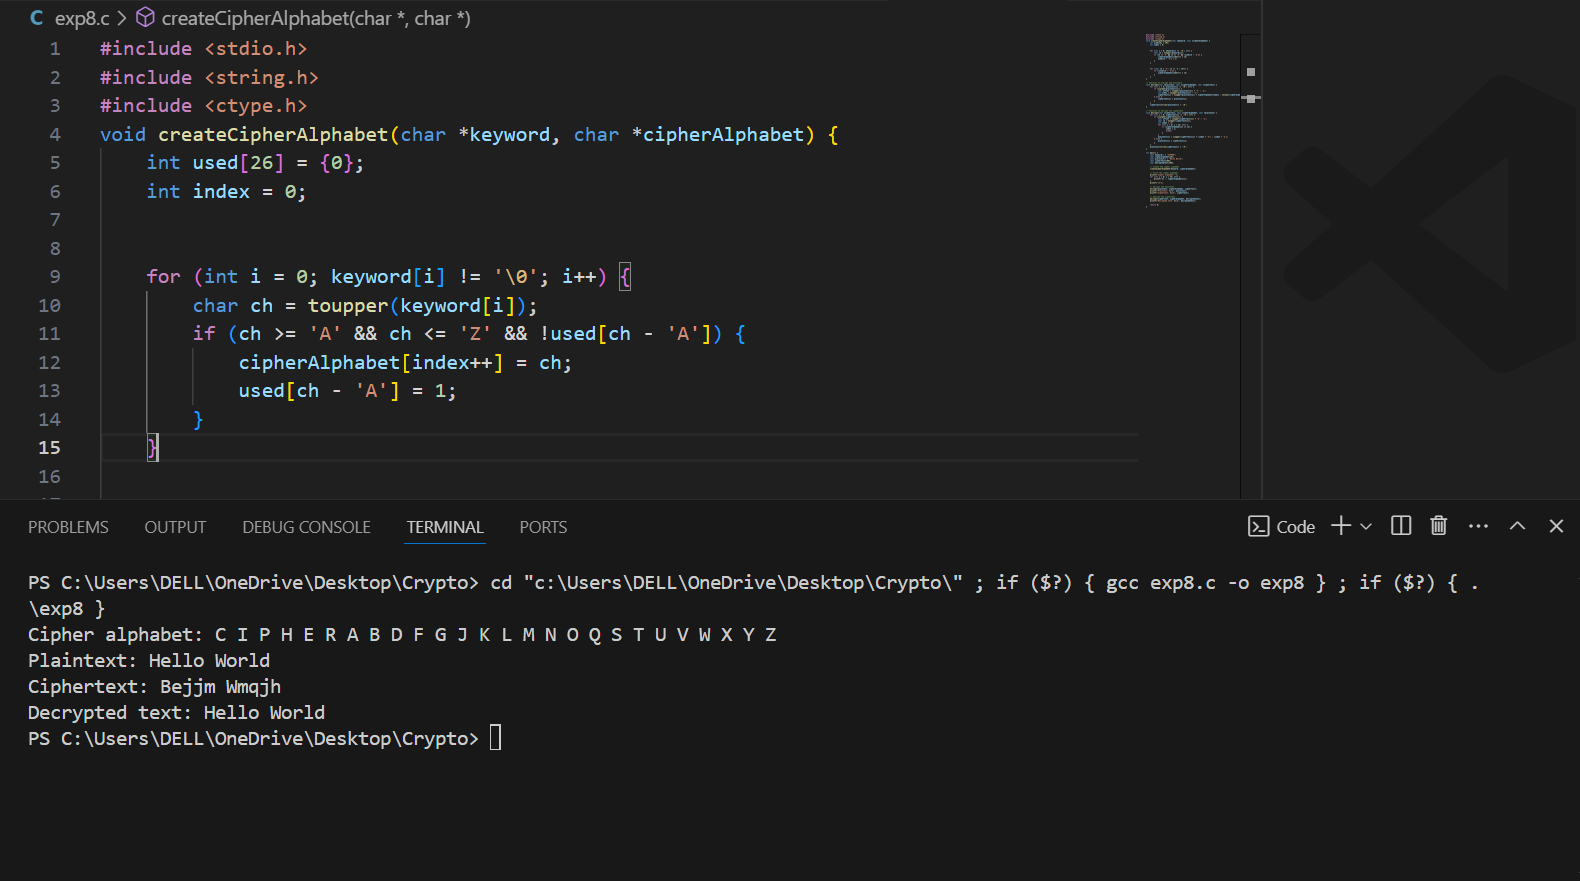 C exp8.c > createCipherAlphabet(char *, char *)
1 #include <stdio.h>
2 #include <string.h>
3 #include <ctype.h>
4 void createCipherAlphabet(char *keyword, char *cipherAlphabet) {
5     int used[26] = {0};
6     int index = 0;
7
8
9     for (int i = 0; keyword[i] != '\0'; i++) {
10         char ch = toupper(keyword[i]);
11         if (ch >= 'A' && ch <= 'Z' && !used[ch - 'A']) {
12             cipherAlphabet[index++] = ch;
13             used[ch - 'A'] = 1;
14         }
15     }
16
PROBLEMS OUTPUT DEBUG CONSOLE TERMINAL PORTS Code
PS C:\Users\DELL\OneDrive\Desktop\Crypto> cd "c:\Users\DELL\OneDrive\Desktop\Crypto\" ; if ($?) { gcc exp8.c -o exp8 } ; if ($?) { .
\exp8 }
Cipher alphabet: C I P H E R A B D F G J K L M N O Q S T U V W X Y Z
Plaintext: Hello World
Ciphertext: Bejjm Wmqjh
Decrypted text: Hello World
PS C:\Users\DELL\OneDrive\Desktop\Crypto>